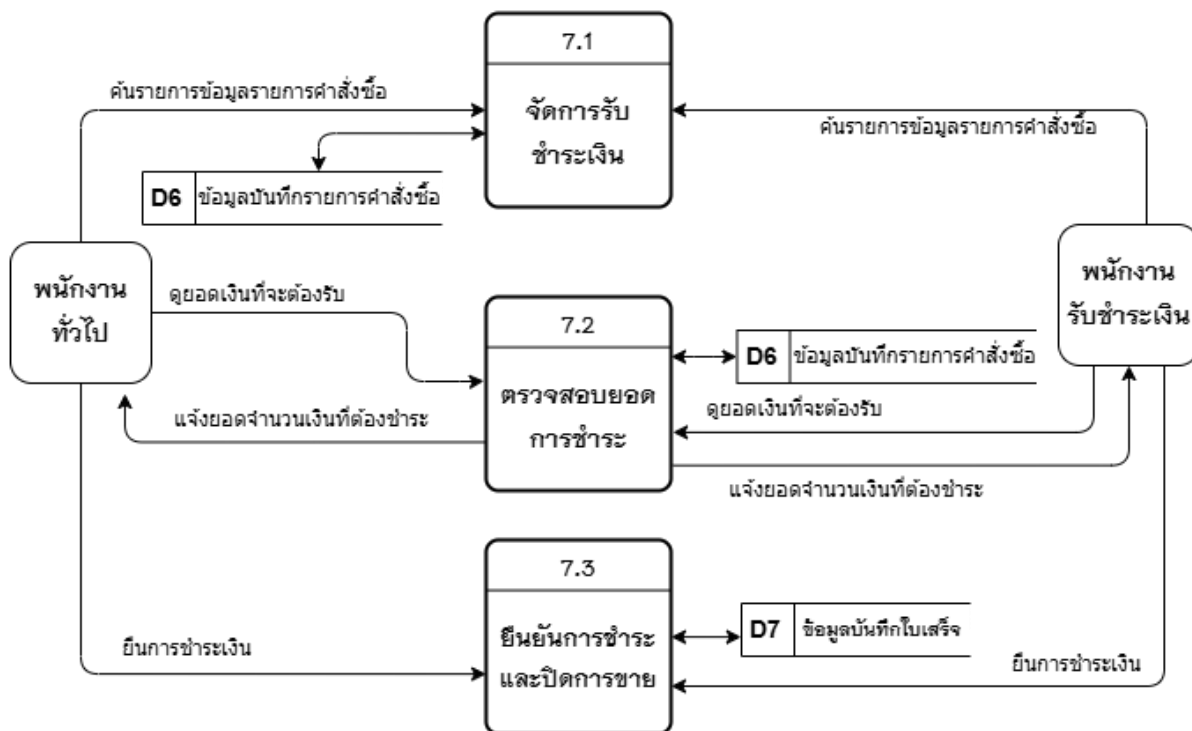 7.1
จัดการรับ
ชำระเงิน
ค้นรายการข้อมูลรายการคำสั่งซื้อ
ค้นรายการข้อมูลรายการคำสั่งซื้อ
D6 ข้อมูลบันทึกรายการคำสั่งซื้อ
พนักงาน
ทั่วไป
พนักงาน
รับชำระเงิน
ดูยอดเงินที่จะต้องรับ
7.2
ตรวจสอบยอด
การชำระ
D6 ข้อมูลบันทึกรายการคำสั่งซื้อ
ดูยอดเงินที่จะต้องรับ
แจ้งยอดจำนวนเงินที่ต้องชำระ
แจ้งยอดจำนวนเงินที่ต้องชำระ
7.3
ยืนยันการชำระ
และปิดการขาย
D7 ข้อมูลบันทึกใบเสร็จ
ยืนการชำระเงิน
ยืนการชำระเงิน